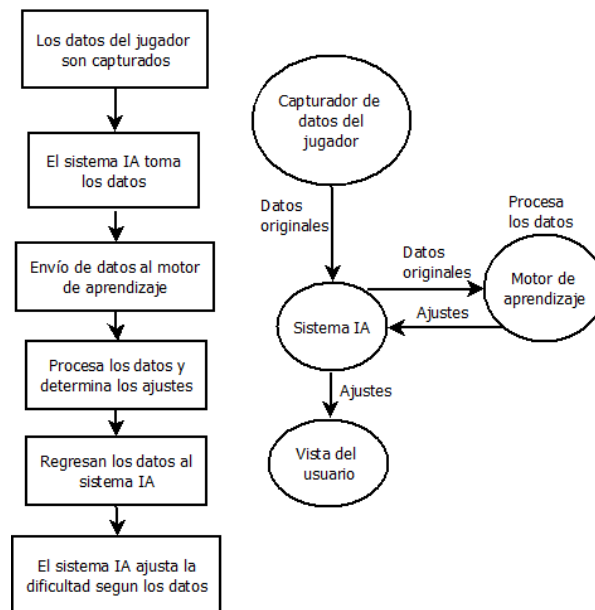 Los datos del jugador
son capturados
El sistema IA toma
los datos
Envío de datos al motor
de aprendizaje
Procesa los datos y
determina los ajustes
Regresan los datos al
sistema IA
El sistema IA ajusta la
dificultad segun los datos
Capturador de
datos del
jugador
Datos
originales
Sistema IA
Datos
originales
Procesa
los datos
Motor de
aprendizaje
Ajustes
Ajustes
Vista del
usuario